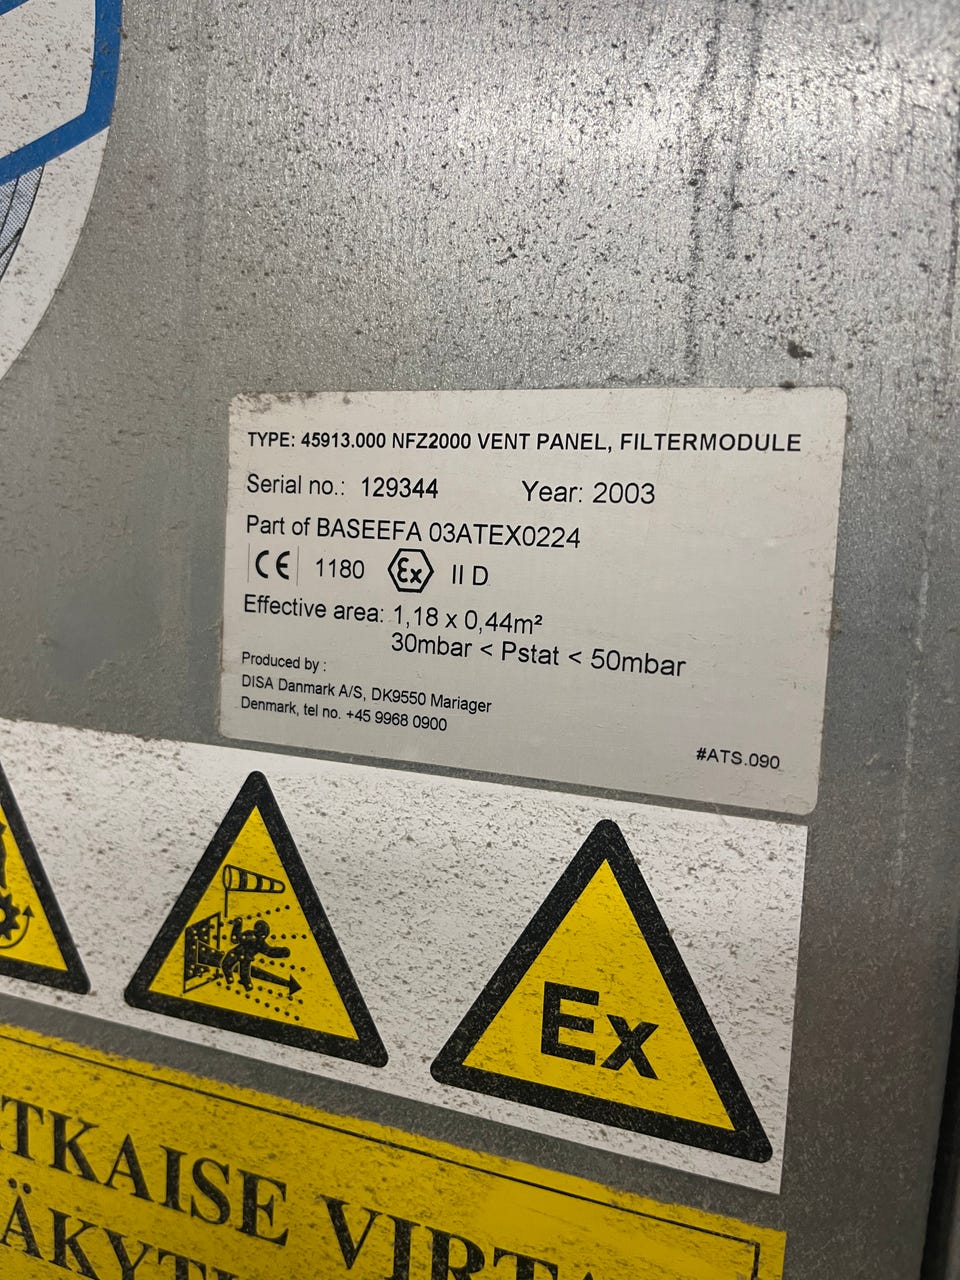 TYPE: 45913.000 NFZ2000 VENT PANEL, FILTERMODULE
Serial no.: 129344 Year: 2003
Part of BASEEFA 03ATEX0224
CE 1180 Ex II D
Effective area: 1,18 x 0,44m²
30mbar < Pstat < 50mbar
Produced by :
DISA Danmark A/S, DK9550 Mariager
Denmark, tel no. +45 9968 0900
#ATS.090
Ex